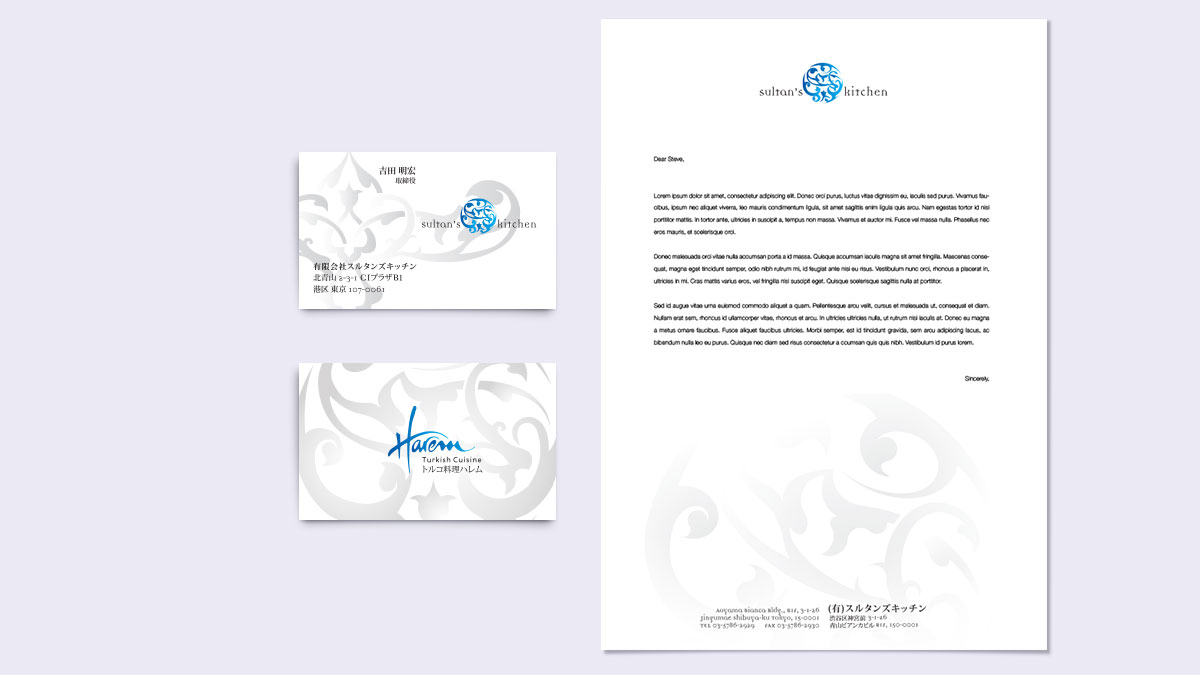 吉田 明宏
取締役
sultan's kitchen
有限会社スルタンズキッチン
北青山 2-3-1 CIプラザB1
港区 東京 107-0061
Harem
Turkish Cuisine
トルコ料理ハレム
sultan's kitchen
Dear Steve,
Lorem ipsum dolor sit amet, consectetur adipiscing elit. Donec orci purus, luctus vitae dignissim eu, iaculis sed purus. Vivamus fau-
cibus, ipsum nec aliquet viverra, leo mauris condimentum ligula, sit amet sagittis enim ligula quis arcu. Nam egestas tortor id nisl
porttitor mattis. In tortor ante, ultricies in suscipit a, tempus non massa. Vivamus et auctor mi. Fusce vel massa nulla. Phasellus nec
eros mauris, et scelerisque orci.
Donec malesuada orci vitae nulla accumsan porta a id massa. Quisque accumsan iaculis magna sit amet fringilla. Maecenas conse-
quat, magna eget tincidunt semper, odio nibh rutrum mi, id feugiat ante nisi eu risus. Vestibulum nunc orci, rhoncus a placerat in,
ultricies in mi. Cras mattis varius eros, vel fringilla nisi suscipit eget. Quisque scelerisque sagittis nulla at porttitor.
Sed id augue vitae urna euismod commodo aliquet a quam. Pellentesque arcu velit, cursus et malesuada ut, consequat et diam.
Nullam erat sem, rhoncus id ullamcorper vitae, rhoncus et arcu. In ultricies ultricies nulla, ut rutrum nisi iaculis at. Donec eu magna
a metus ornare faucibus. Fusce aliquet faucibus ultricies. Morbi semper, est id tincidunt gravida, sem arcu adipiscing lacus, ac
bibendum nulla leo eu purus. Quisque nec diam sed risus consectetur a cumsan quis quis nibh. Vestibulum id purus lorem.
Sincerely,
Aoyama Bianca Bldg., B1F, 3-1-26
Jingumae Shibuya-ku Tokyo, 15-0001
TEL 03-5786-2929 FAX 03-5786-2930
(有)スルタンズキッチン
渋谷区神宮前 3-1-26
青山ビアンカビル B1F, 150-0001